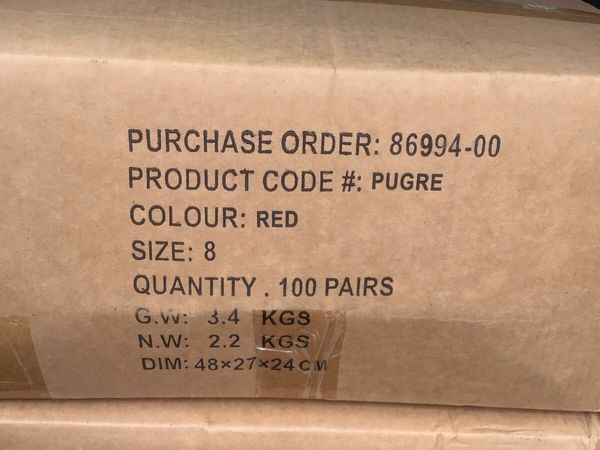 PURCHASE ORDER: 86994-00
PRODUCT CODE #: PUGRE
COLOUR: RED
SIZE: 8
QUANTITY . 100 PAIRS
G.W: 3.4 KGS
N.W: 2.2 KGS
DIM: 48×27×24CM